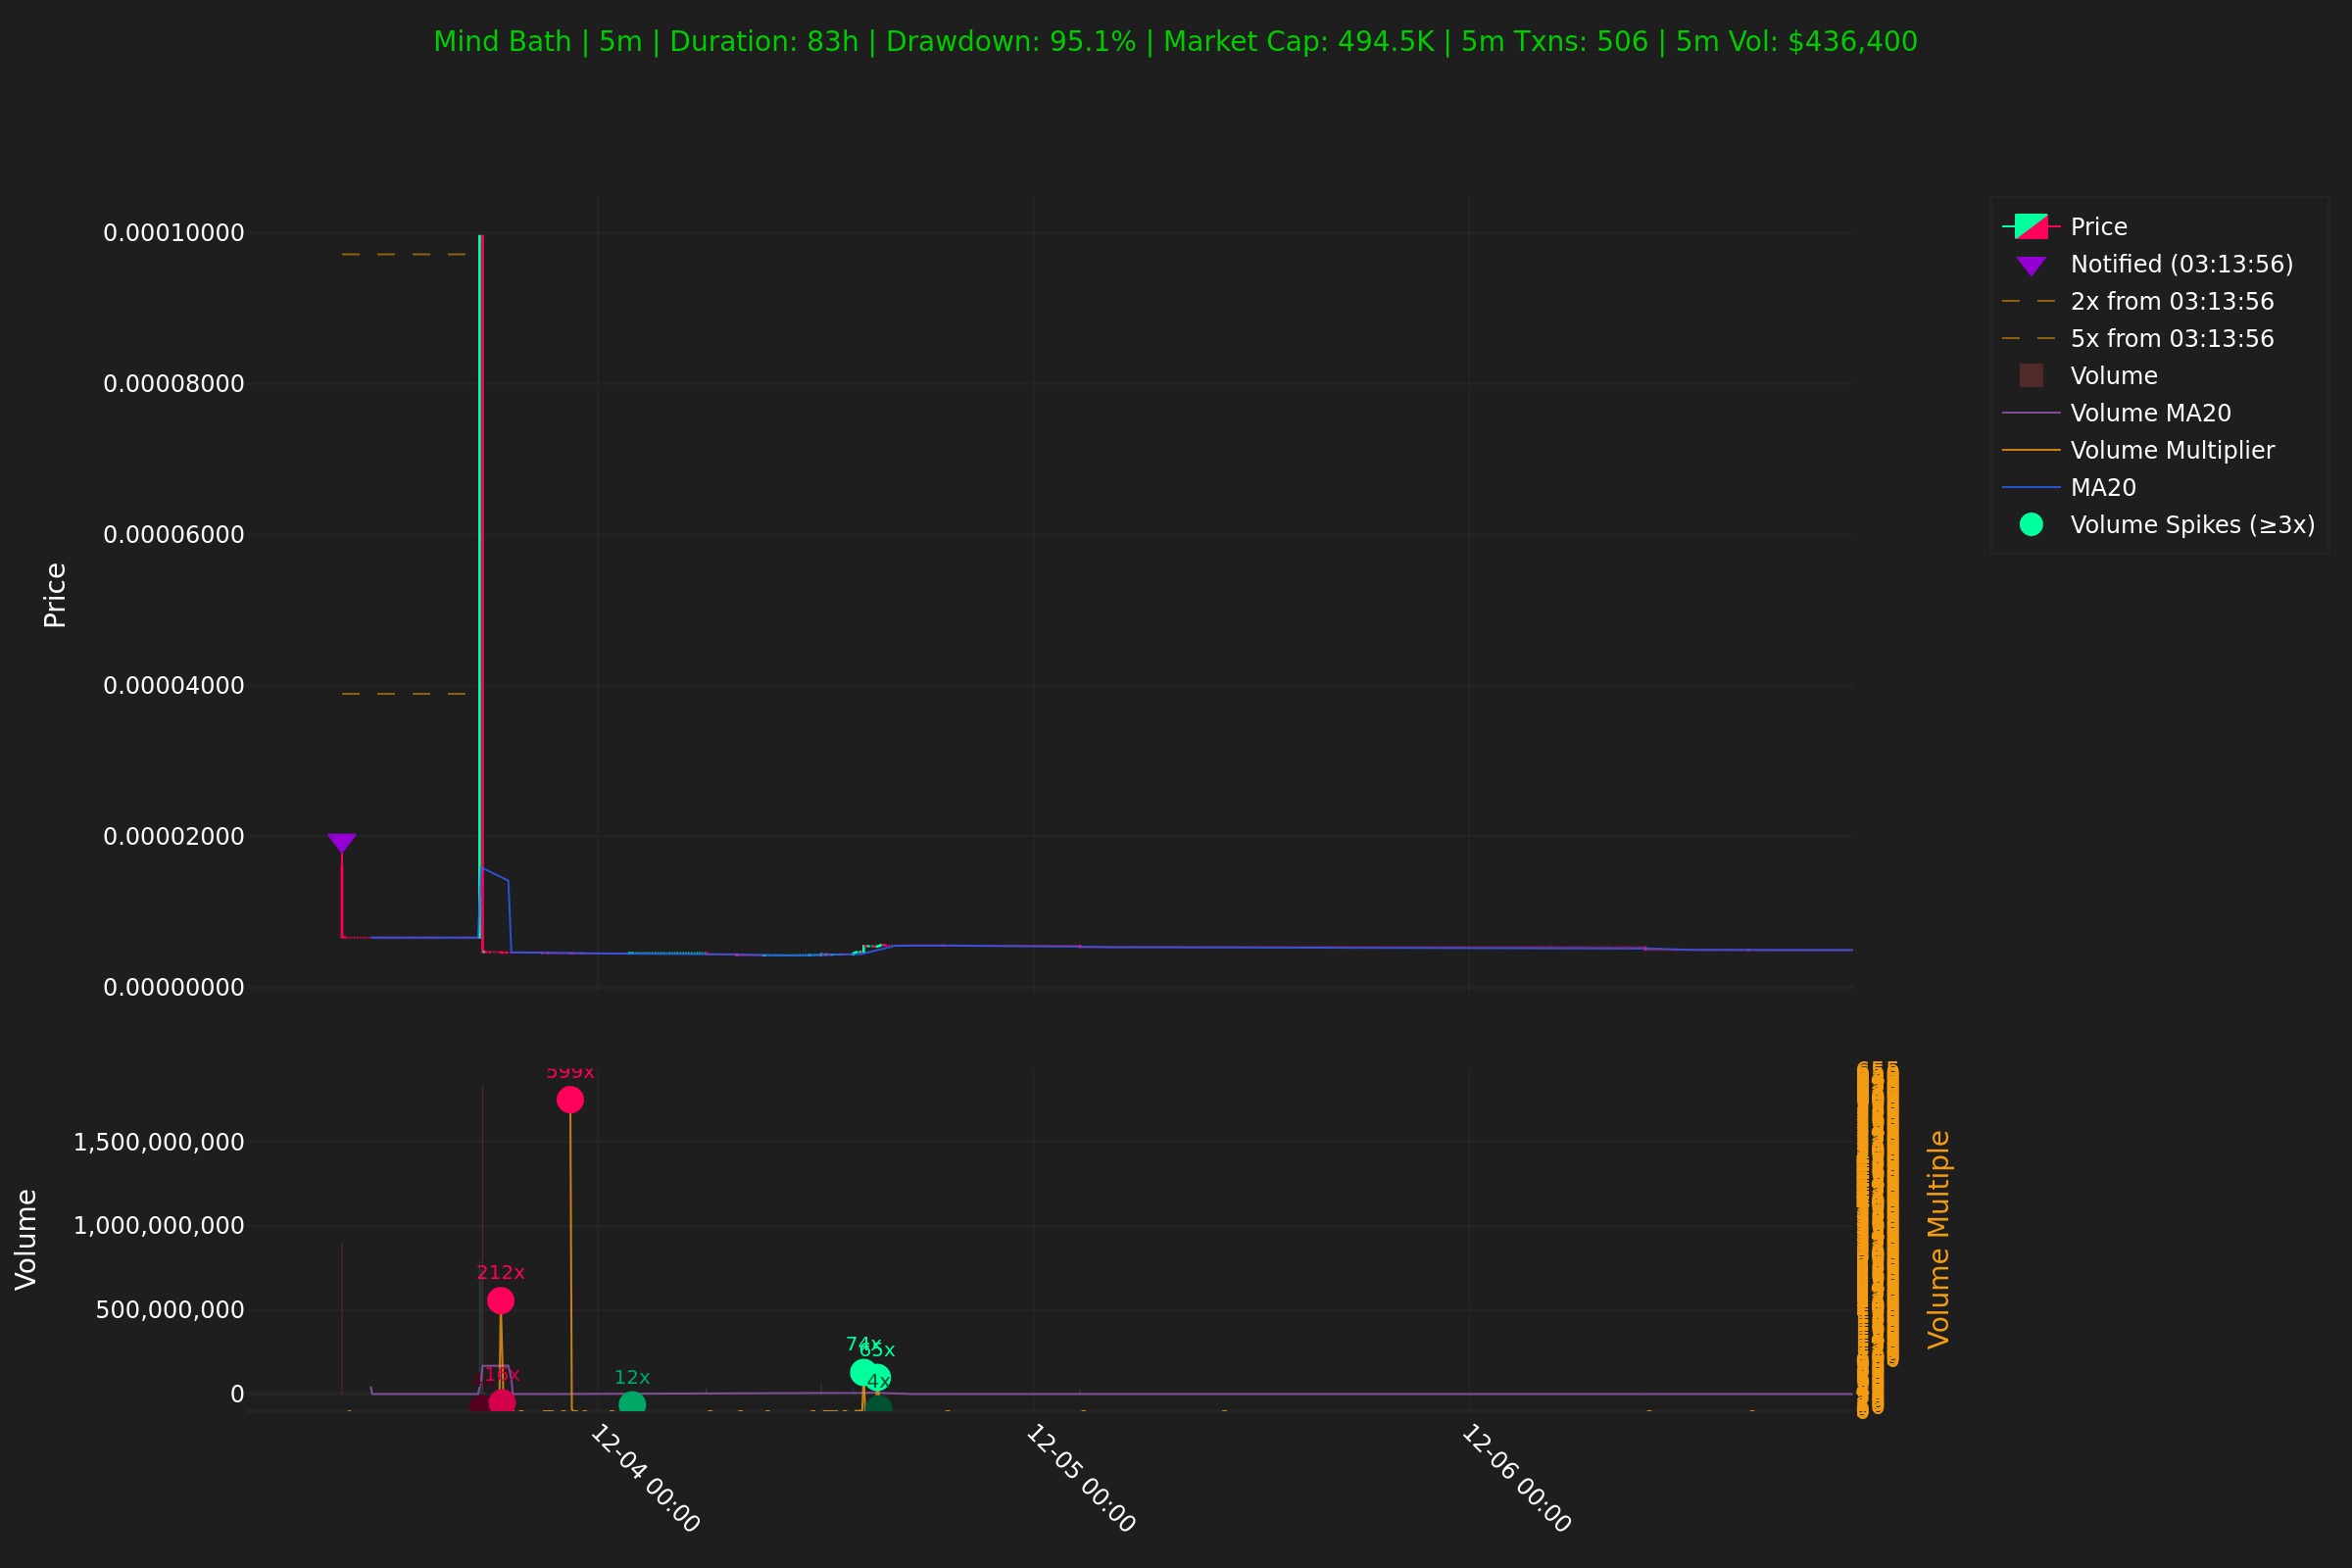 Mind Bath | 5m | Duration: 83h | Drawdown: 95.1% | Market Cap: 494.5K | 5m Txns: 506 | 5m Vol: $436,400
Price
0.00010000
0.00008000
0.00006000
0.00004000
0.00002000
0.00000000
Price
Notified (03:13:56)
2x from 03:13:56
5x from 03:13:56
Volume
Volume MA20
Volume Multiplier
MA20
Volume Spikes (≥3x)
Volume
1,500,000,000
1,000,000,000
500,000,000
0
599x
212x
16x
12x
74x
65x
4x
Volume Multiple
12-04 00:00
12-05 00:00
12-06 00:00